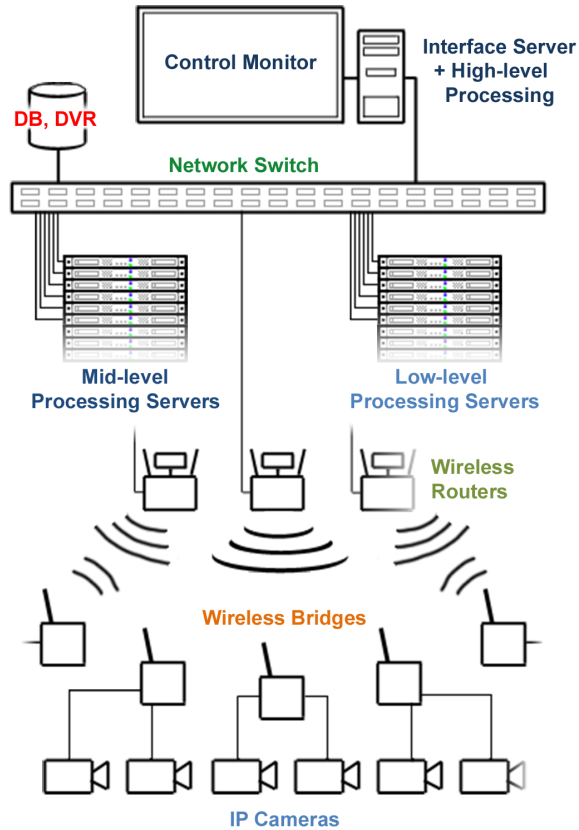 Control Monitor
Interface Server
+ High-level
Processing
DB, DVR
Network Switch
Mid-level
Processing Servers
Low-level
Processing Servers
Wireless
Routers
Wireless Bridges
IP Cameras